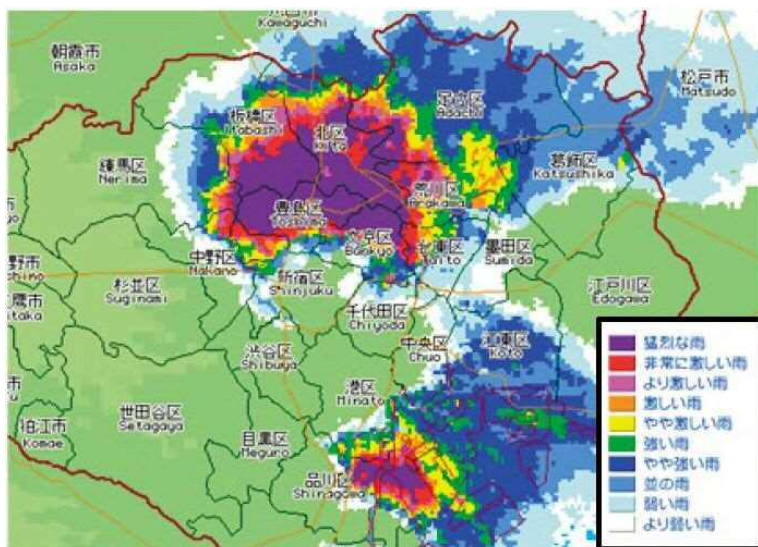 川口市
Kawaguchi
朝霞市
Asaka
松戸市
Matsudo
足立区
Adachi
板橋区
Itabashi
北区
Kita
練馬区
Nerima
葛飾区
Katsushika
荒川区
Arakawa
豊島区
Toshima
文京区
Bunkyo
台東区
Taito
墨田区
Sumida
中野区
Nakano
新宿区
Shinjuku
江戸川区
Edogawa
野市
shino
杉並区
Suginami
鷹市
itaka
千代田区
Chiyoda
渋谷区
Shibuya
中央区
Chuo
江東区
Koto
港区
Minato
世田谷区
Setagaya
狛江市
Komae
目黒区
Meguro
品川区
Shinagawa
猛烈な雨
非常に激しい雨
より激しい雨
激しい雨
やや激しい雨
強い雨
やや強い雨
並の雨
弱い雨
より弱い雨